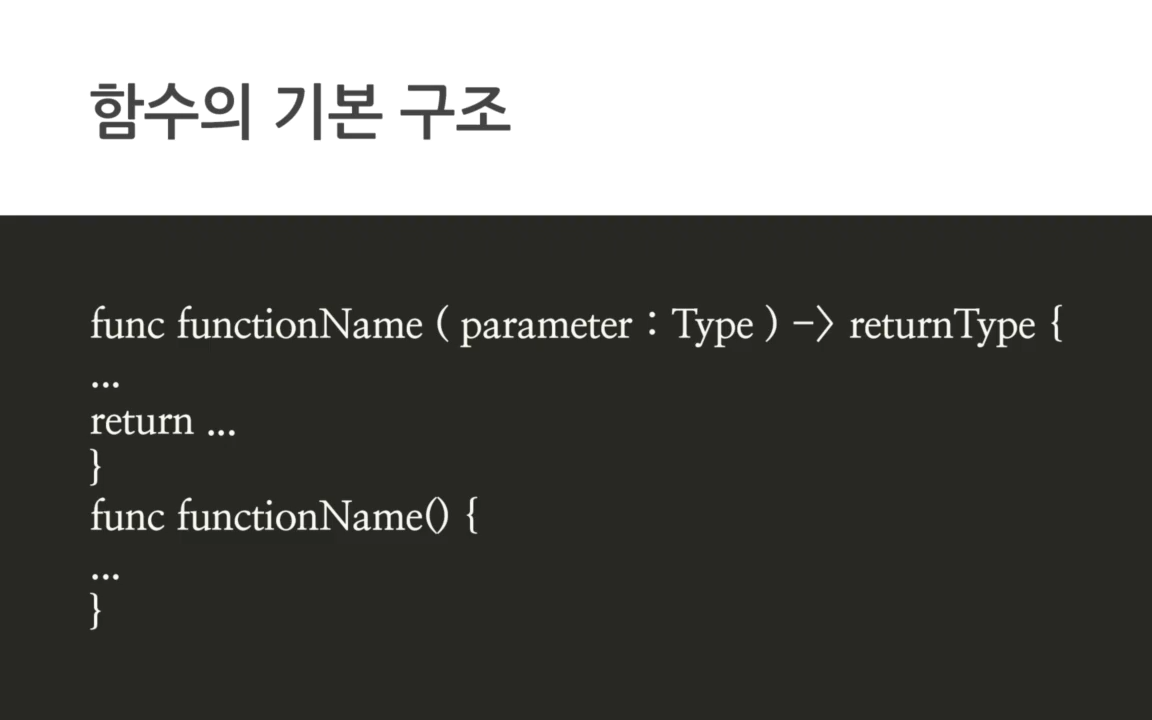 함수의 기본 구조
func functionName ( parameter : Type ) -> returnType {
...
return ...
}
func functionName() {
...
}